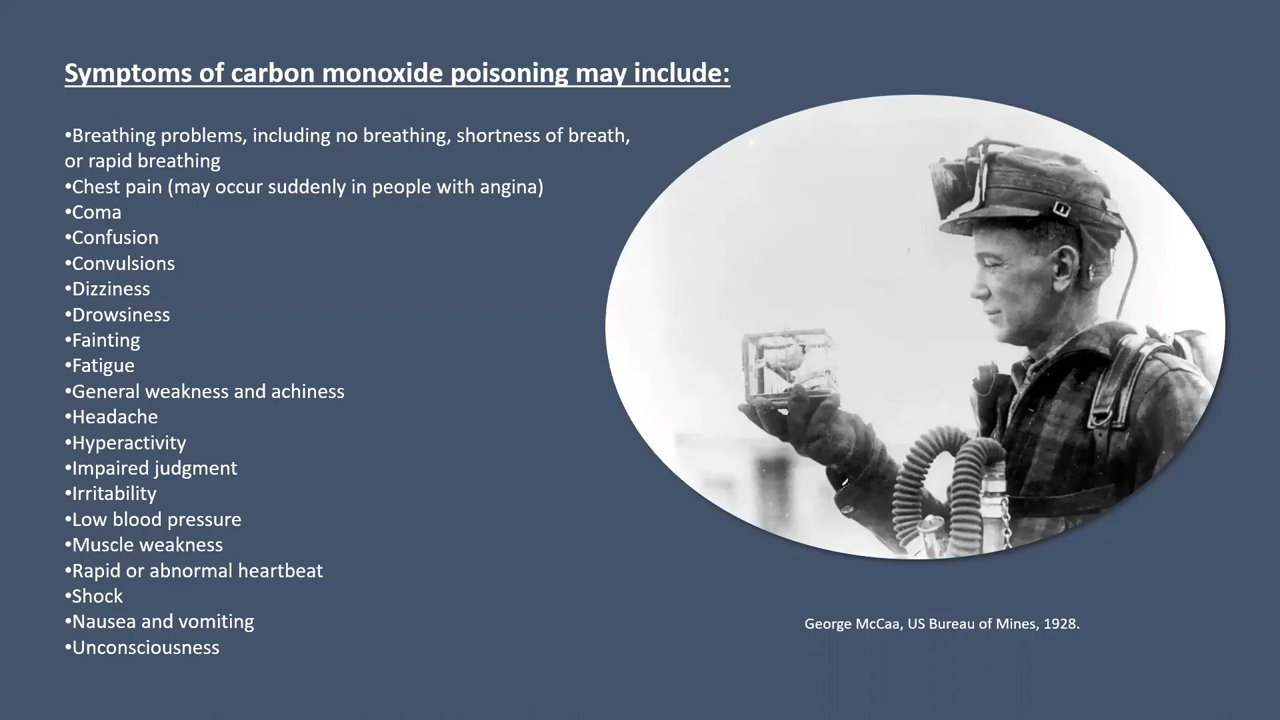 Symptoms of carbon monoxide poisoning may include:
•Breathing problems, including no breathing, shortness of breath,
or rapid breathing
•Chest pain (may occur suddenly in people with angina)
•Coma
•Confusion
•Convulsions
•Dizziness
•Drowsiness
•Fainting
•Fatigue
•General weakness and achiness
•Headache
•Hyperactivity
•Impaired judgment
•Irritability
•Low blood pressure
•Muscle weakness
•Rapid or abnormal heartbeat
•Shock
•Nausea and vomiting
•Unconsciousness
George McCaa, US Bureau of Mines, 1928.